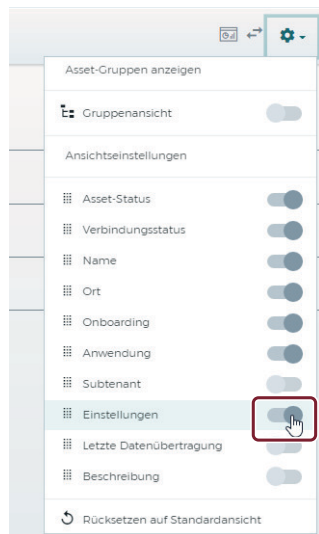 Asset-Gruppen anzeigen
Gruppenansicht
Ansichtseinstellungen
Asset-Status
Verbindungsstatus
Name
Ort
Onboarding
Anwendung
Subtenant
Einstellungen
Letzte Datenübertragung
Beschreibung
Rücksetzen auf Standardansicht